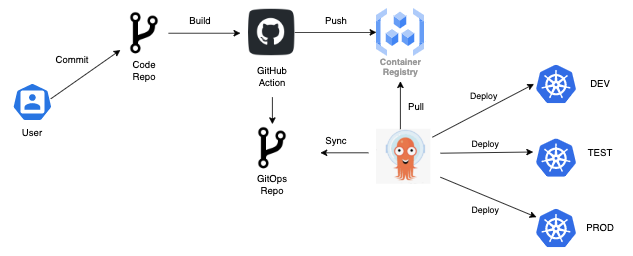 Commit
User
Code
Repo
Build
GitHub
Action
Push
Container
Registry
GitOps
Repo
Sync
Pull
Deploy
DEV
Deploy
TEST
Deploy
PROD